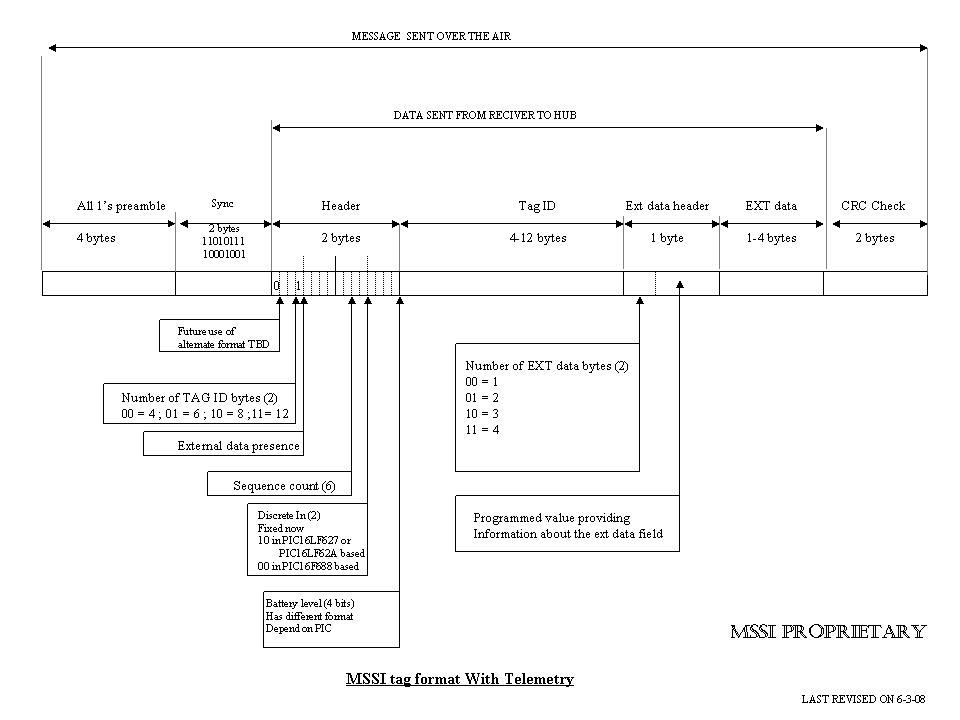 MESSAGE SENT OVER THE AIR
DATA SENT FROM RECIVER TO HUB
All 1's preamble
Sync
Header
Tag ID
Ext data header
EXT data
CRC Check
4 bytes
2 bytes
11010111
10001001
2 bytes
4-12 bytes
1 byte
1-4 bytes
2 bytes
0 1
Future use of
alternate format TBD
Number of TAG ID bytes (2)
00 = 4 ; 01 = 6 ; 10 = 8 ;11= 12
External data presence
Sequence count (6)
Discrete In (2)
Fixed now
10 in PIC16LF627 or
PIC16LF62A based
00 in PIC16F688 based
Battery level (4 bits)
Has different format
Depend on PIC
Number of EXT data bytes (2)
00 = 1
01 = 2
10 = 3
11 = 4
Programmed value providing
Information about the ext data field
MSSI PROPRIETARY
MSSI tag format With Telemetry
LAST REVISED ON 6-3-08